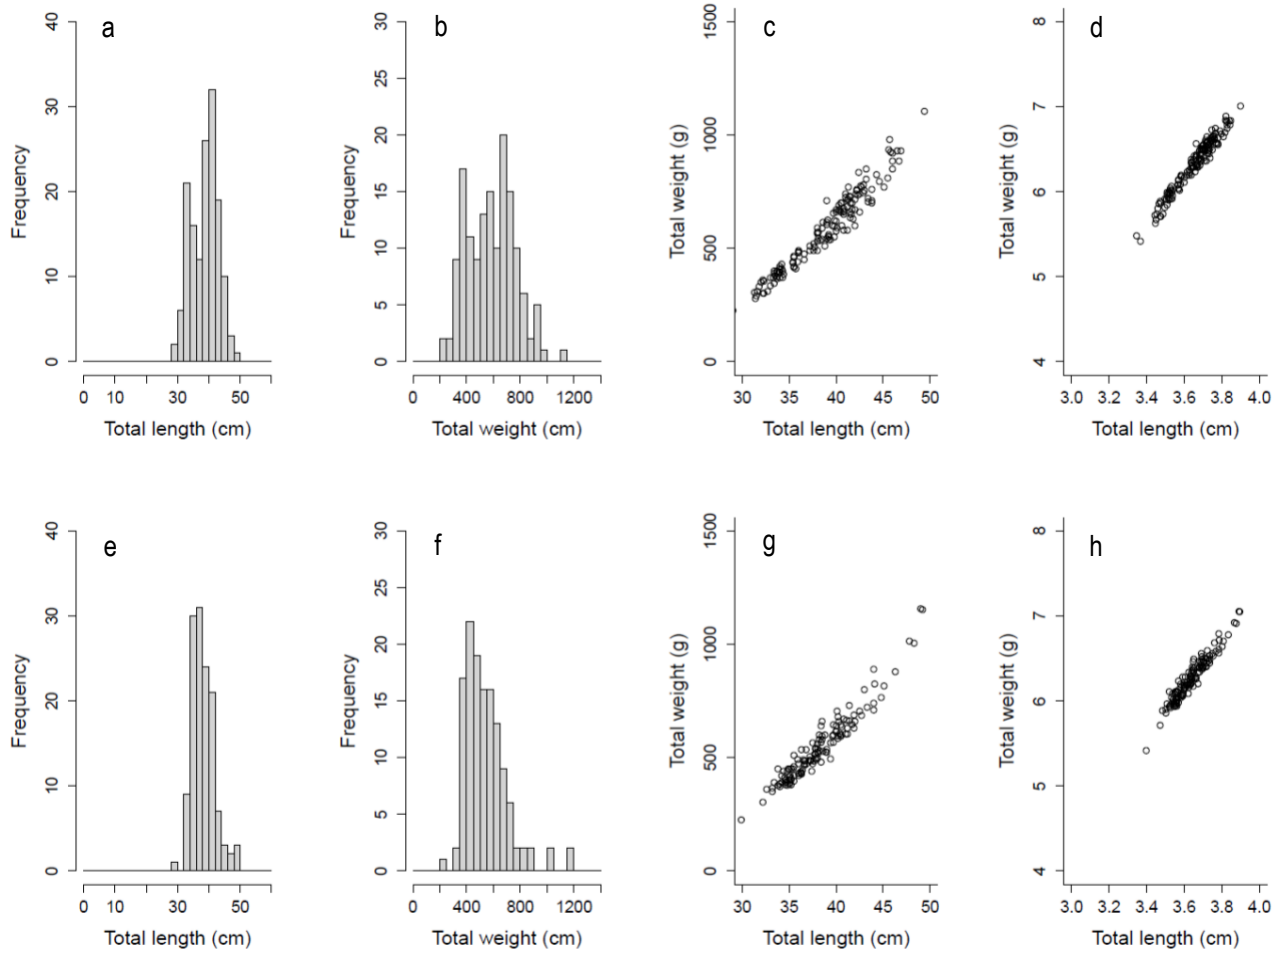 a
Frequency
0 10 20 30 40
0 10 30 50
Total length (cm)
b
Frequency
0 5 10 15 20 25 30
0 400 800 1200
Total weight (cm)
c
Total weight (g)
0 500 1000 1500
30 35 40 45 50
Total length (cm)
d
Total weight (g)
4 5 6 7 8
3.0 3.2 3.4 3.6 3.8 4.0
Total length (cm)
e
Frequency
0 10 20 30 40
0 10 30 50
Total length (cm)
f
Frequency
0 5 10 15 20 25 30
0 400 800 1200
Total weight (cm)
g
Total weight (g)
0 500 1000 1500
30 35 40 45 50
Total length (cm)
h
Total weight (g)
4 5 6 7 8
3.0 3.2 3.4 3.6 3.8 4.0
Total length (cm)